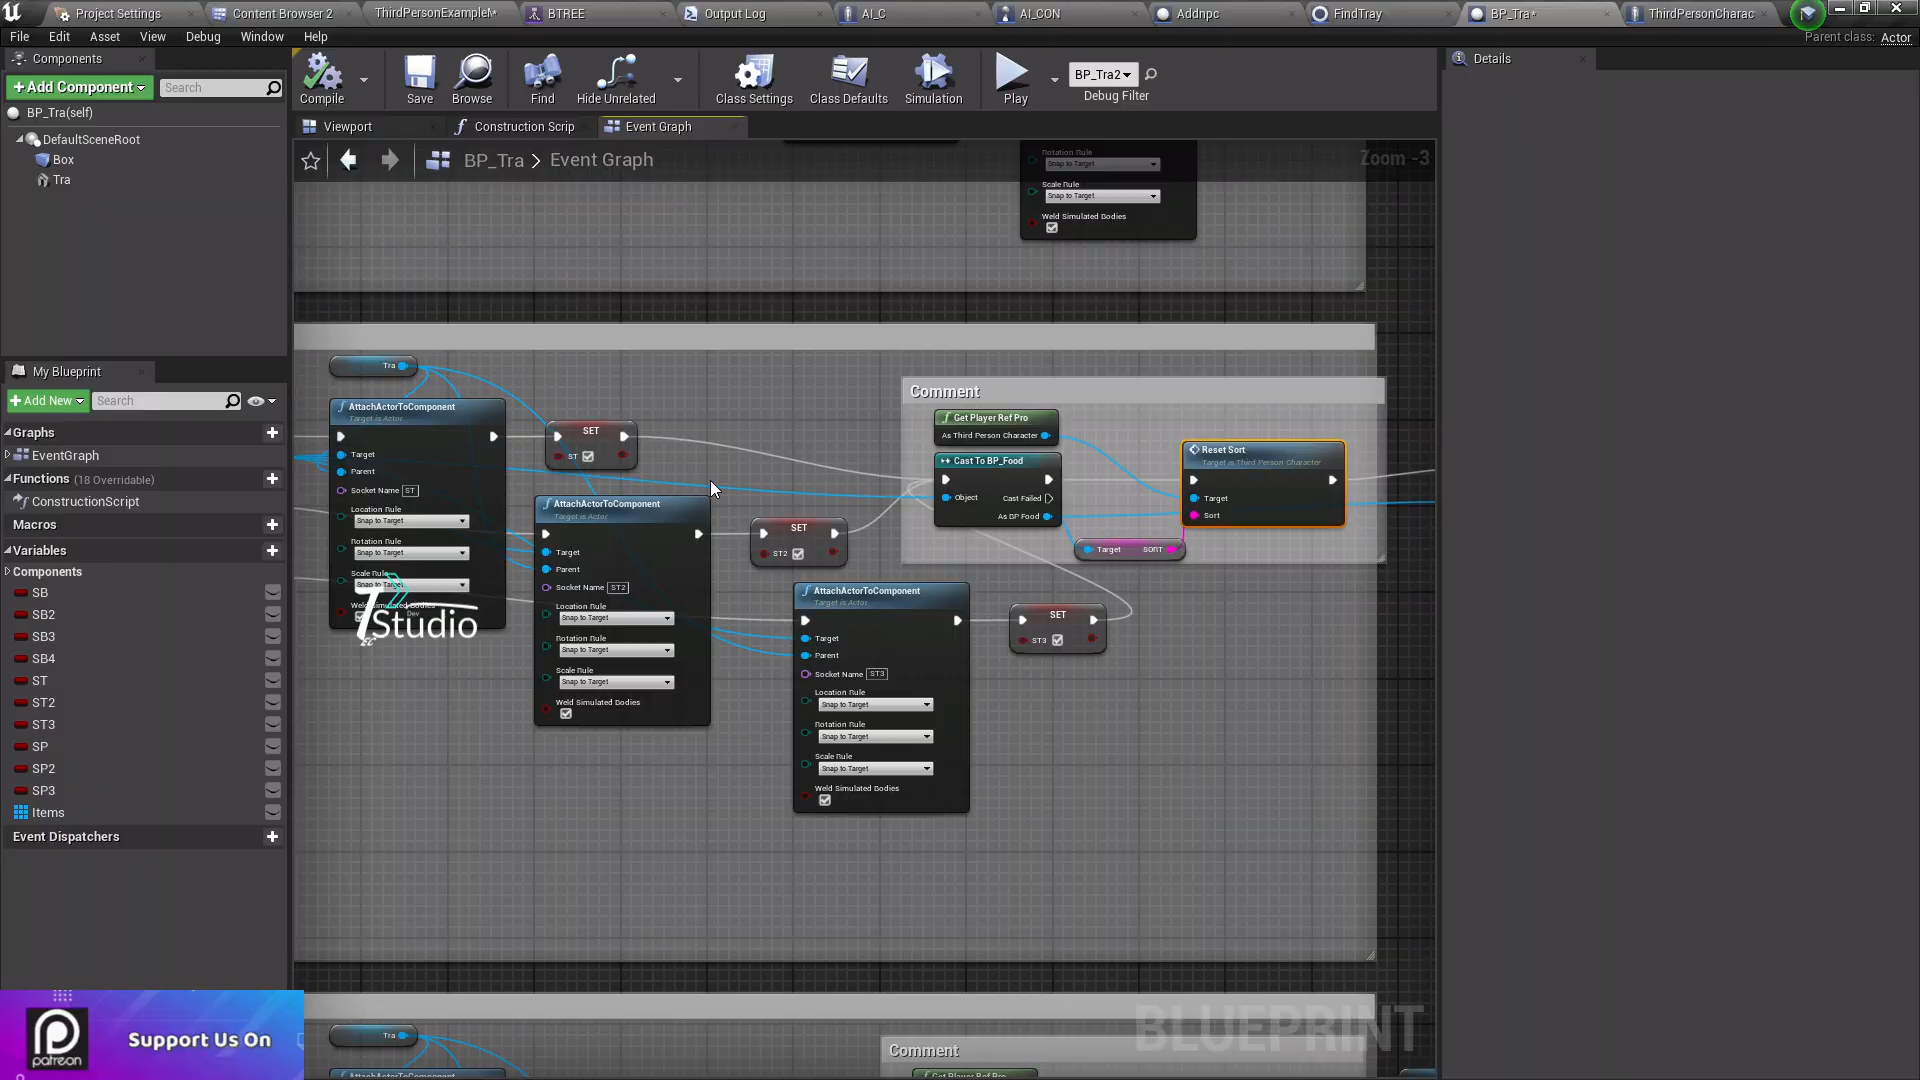 Project Settings
Content Browser 2
ThirdPersonExampleM*
BTREE
Output Log
AI_C
AI_CON
Addnpc
FindTray
BP_Tra*
ThirdPersonCharac
File Edit Asset View Debug Window Help
Parent class: Actor
Components
+Add Component
Search
BP_Tra(self)
DefaultSceneRoot
Box
Tra
Compile
Save
Browse
Find
Hide Unrelated
Class Settings
Class Defaults
Simulation
Play
BP_Tra2
Debug Filter
Details
Viewport
Construction Scrip
Event Graph
BP_Tra > Event Graph
Zoom -3
Rotation Rule
Snap to Target
Scale Rule
Snap to Target
Weld Simulated Bodies
My Blueprint
+Add New
Search
Graphs
EventGraph
Functions (18 Overridable)
ConstructionScript
Macros
Variables
Components
SB
SB2
SB3
SB4
ST
ST2
ST3
SP
SP2
SP3
Items
Event Dispatchers
Tra
AttachActorToComponent
Target is Actor
Target
Parent
Socket Name ST
Location Rule
Snap to Target
Rotation Rule
Snap to Target
Scale Rule
Snap to Target
Weld Simulated Bodies
Dev
Studio
SET
ST
AttachActorToComponent
Target is Actor
Target
Parent
Socket Name ST2
Location Rule
Snap to Target
Rotation Rule
Snap to Target
Scale Rule
Snap to Target
Weld Simulated Bodies
SET
ST2
AttachActorToComponent
Target is Actor
Target
Parent
Socket Name ST3
Location Rule
Snap to Target
Rotation Rule
Snap to Target
Scale Rule
Snap to Target
Weld Simulated Bodies
SET
ST3
Comment
Get Player Ref Pro
As Third Person Character
Cast To BP_Food
Object
Cast Failed
As BP Food
Target SORT
Reset Sort
Target is Third Person Character
Target
Sort
Tra
AttachActorToComponent
Comment
Get Player Ref Pro
BLUEPRINT
patreon
Support Us On